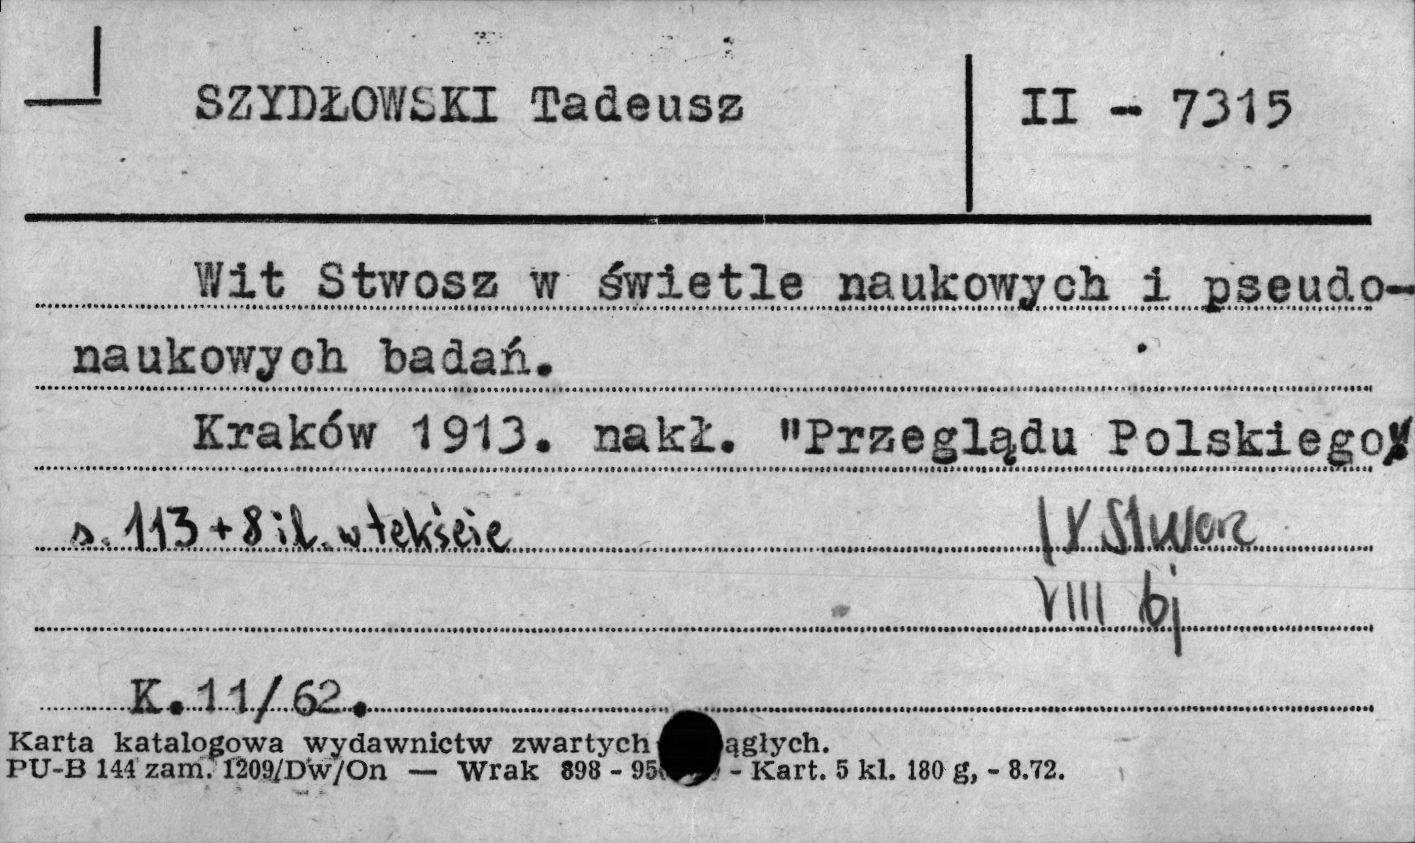 SZYDŁOWSKI Tadeusz
II - 7315
Wit Stwosz w świetle naukowych i pseudo-
naukowych badań.
Kraków 1913. nakł. "Przeglądu Polskiego"
s. 113 + 8 il. w tekście
IX Stwosz
VIII bj
K.11/62.
Karta katalogowa wydawnictw zwartych ągłych.
PU-B 144 zam. 1209/Dw/On — Wrak 898 - 95 - Kart. 5 kl. 180 g, - 8.72.